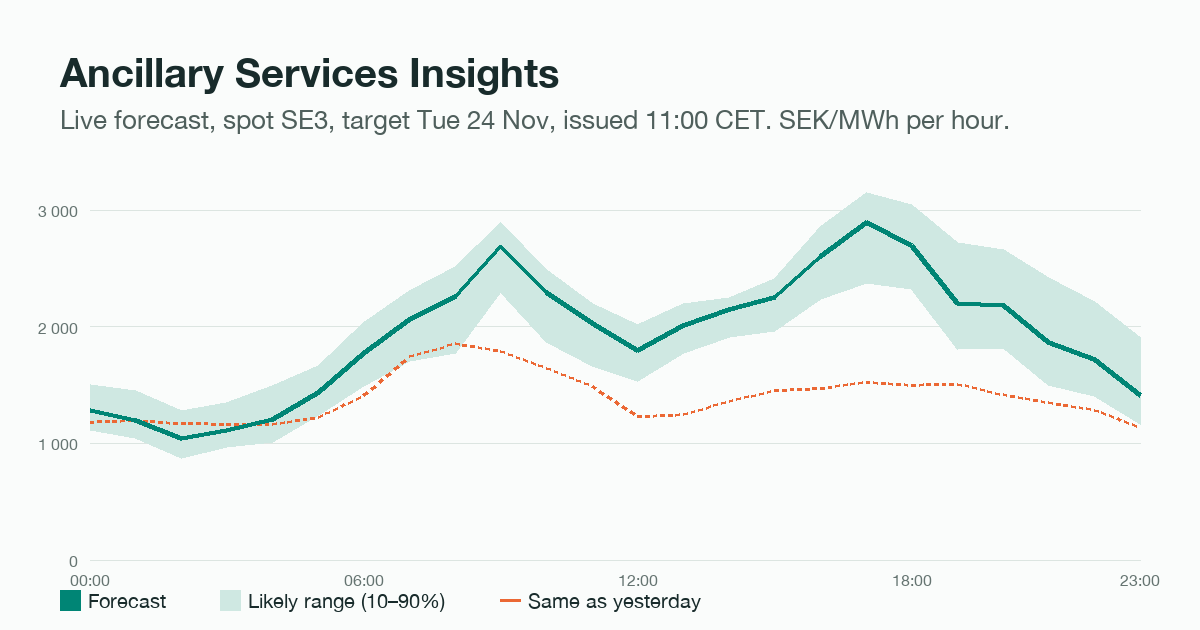 Ancillary Services Insights
Live forecast, spot SE3, target Tue 24 Nov, issued 11:00 CET. SEK/MWh per hour.
3 000
2 000
1 000
0
00:00 06:00 12:00 18:00 23:00
Forecast Likely range (10–90%) Same as yesterday